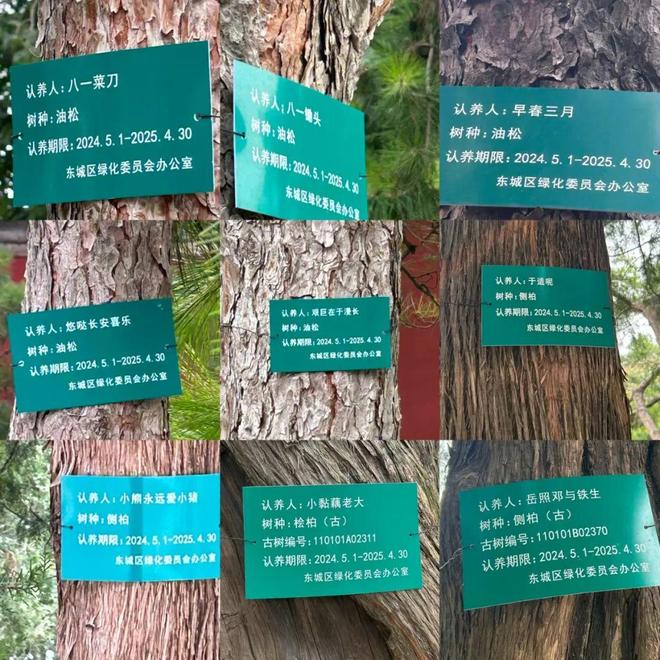 认养人:八一菜刀
树种:油松
认养期限:2024.5.1-2025.4.30
东城区绿化委员会办公室
认养人:八一锄头
树种:油松
认养期限:2024.5.1-2025.4.30
东城区绿化委员会办公室
认养人:早春三月
树种:油松
认养期限:2024.5.1-2025.4.30
东城区绿化委员会办公室
认养人:悠哒长安喜乐
树种:油松
认养期限:2024.5.1-2025.4.30
东城区绿化委员会办公室
认养人:艰巨在于漫长
树种:油松
认养期限:2024.5.1-2025.4.30
东城区绿化委员会办公室
认养人:于适呢
树种:侧柏
认养期限:2024.5.1-2025.4.30
东城区绿化委员会办公室
认养人:小熊永远爱小猪
树种:侧柏
认养期限:2024.5.1-2025.4.30
东城区绿化委员会办公室
认养人:小黏藕老大
树种:桧柏(古)
古树编号:110101A02311
认养期限:2024.5.1-2025.4.30
东城区绿化委员会办公室
认养人:岳照邓与铁生
树种:侧柏(古)
古树编号:110101B02370
认养期限:2024.5.1-2025.4.30
东城区绿化委员会办公室